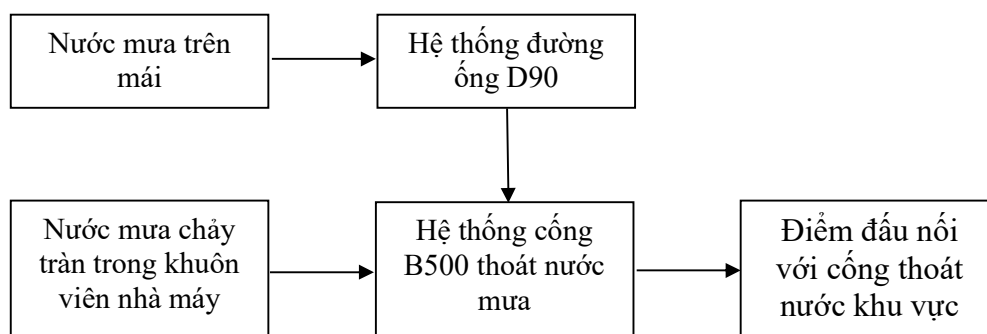 Nước mưa trên
mái
Hệ thống đường
ống D90
Nước mưa chảy
tràn trong khuôn
viên nhà máy
Hệ thống cống
B500 thoát nước
mưa
Điểm đấu nối
với cống thoát
nước khu vực